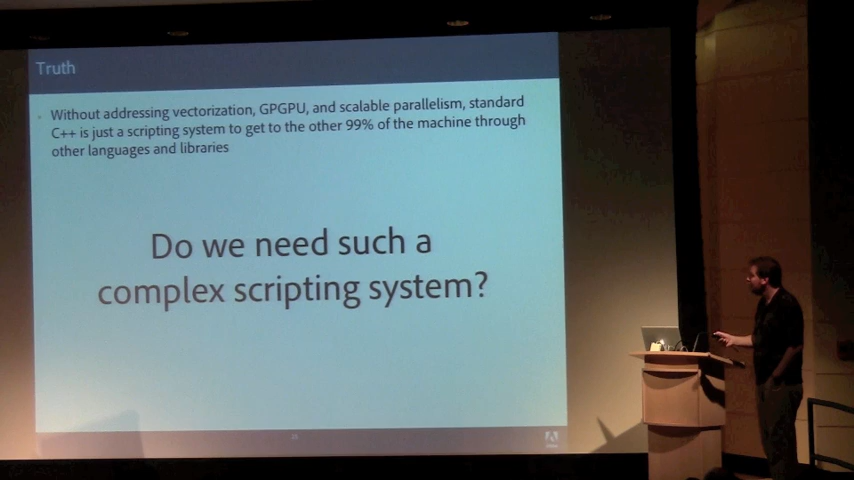 Truth
Without addressing vectorization, GPGPU, and scalable parallelism, standard
C++ is just a scripting system to get to the other 99% of the machine through
other languages and libraries
Do we need such a
complex scripting system?